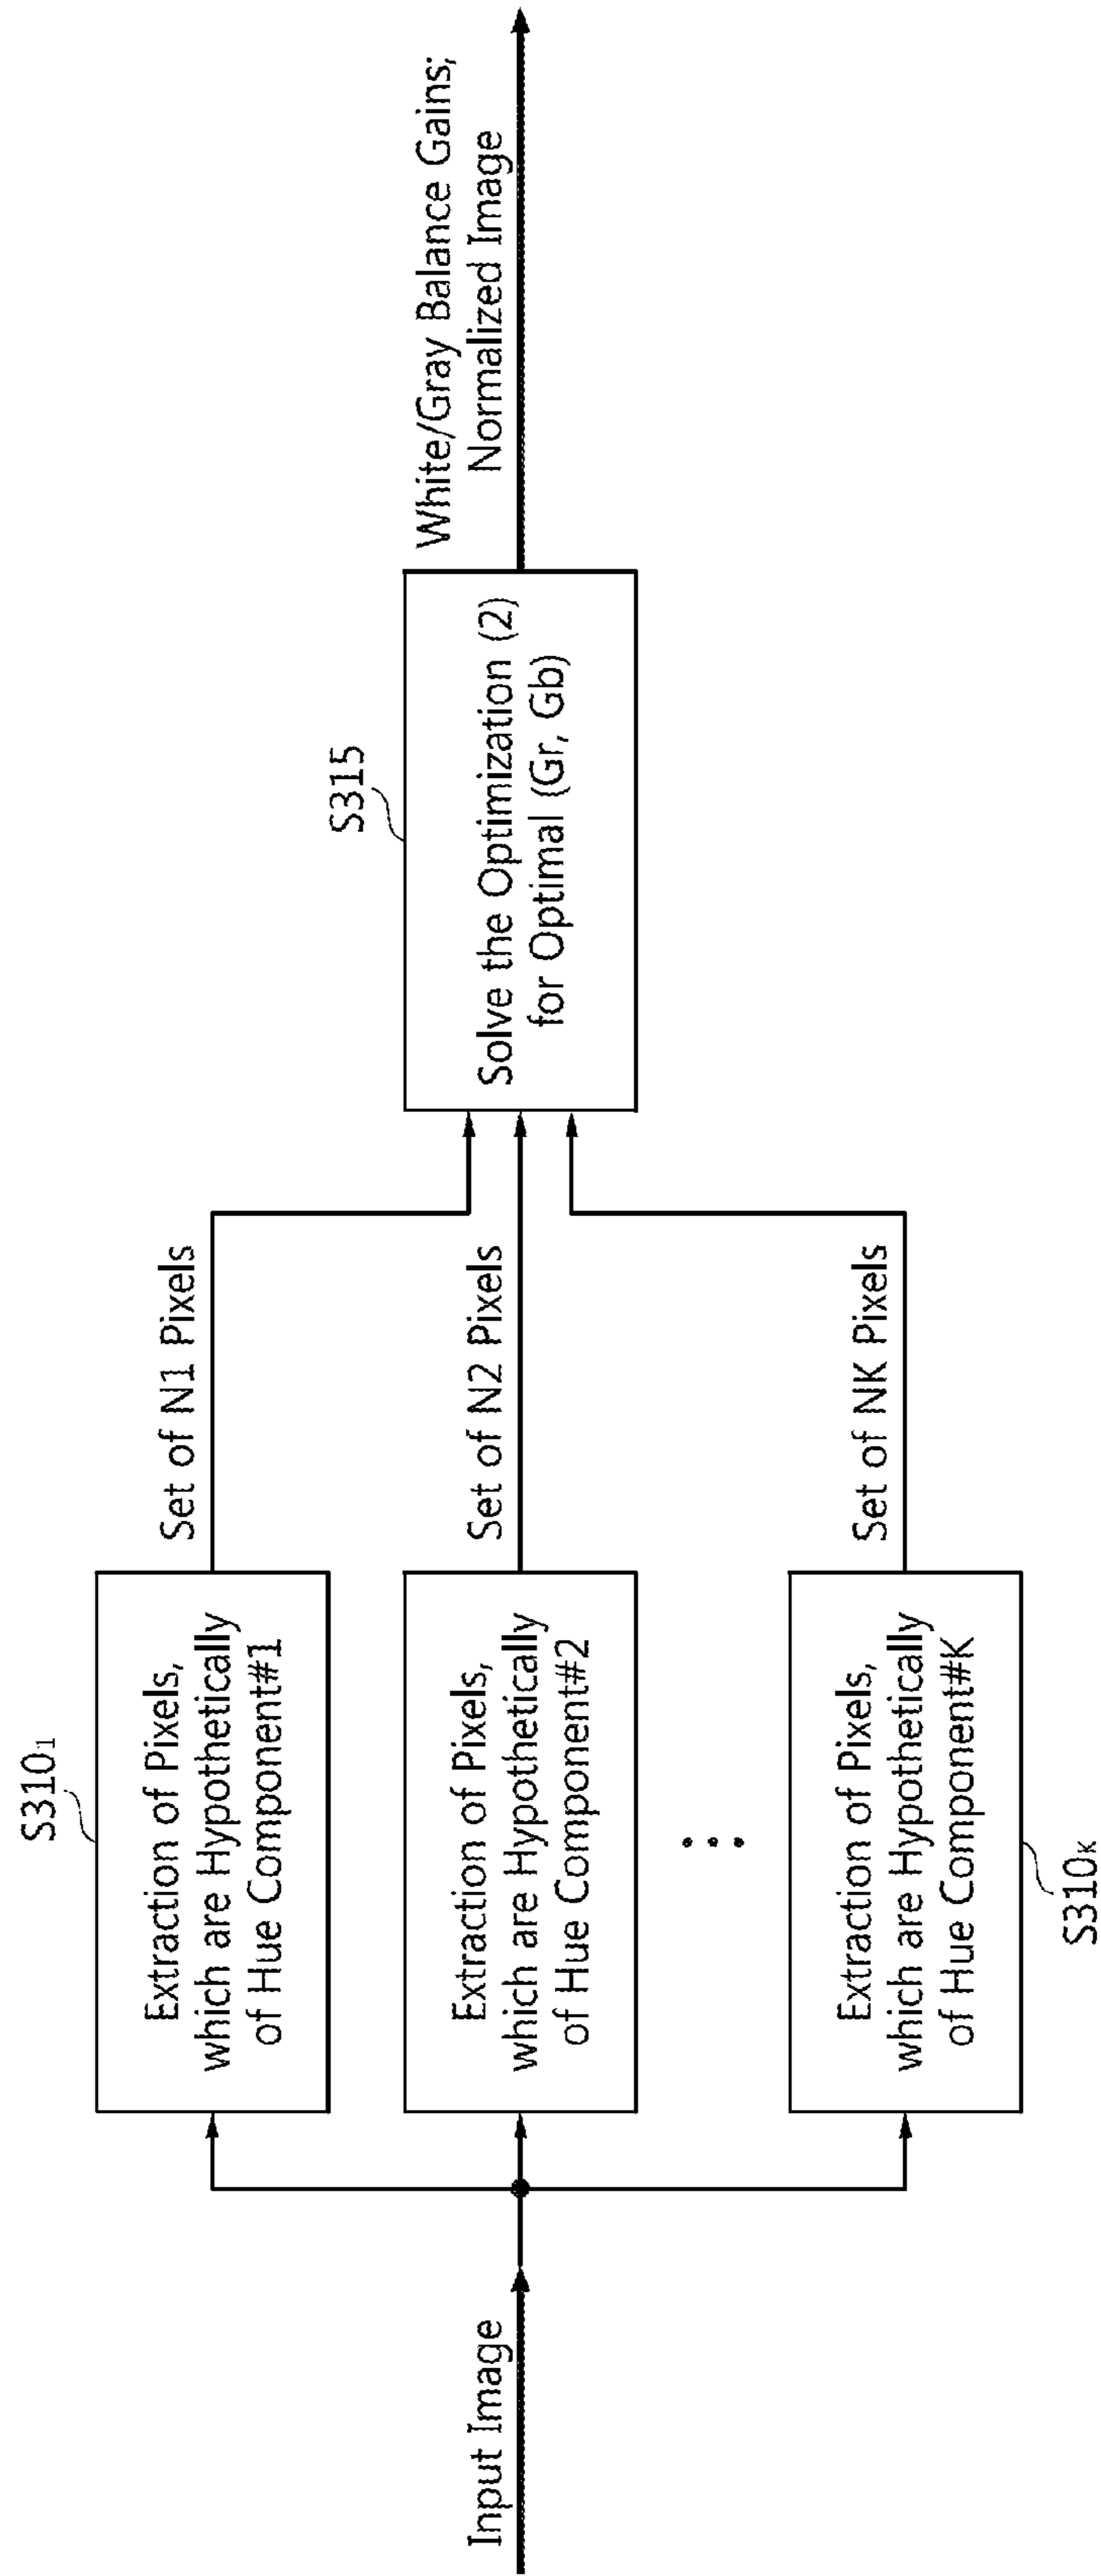 Input Image
S310₁
Extraction of Pixels,
which are Hypothetically
of Hue Component#1
Set of N1 Pixels
Extraction of Pixels,
which are Hypothetically
of Hue Component#2
Set of N2 Pixels
Extraction of Pixels,
which are Hypothetically
of Hue Component#K
S310ₖ
Set of NK Pixels
S315
Solve the Optimization (2)
for Optimal (Gr, Gb)
White/Gray Balance Gains;
Normalized Image